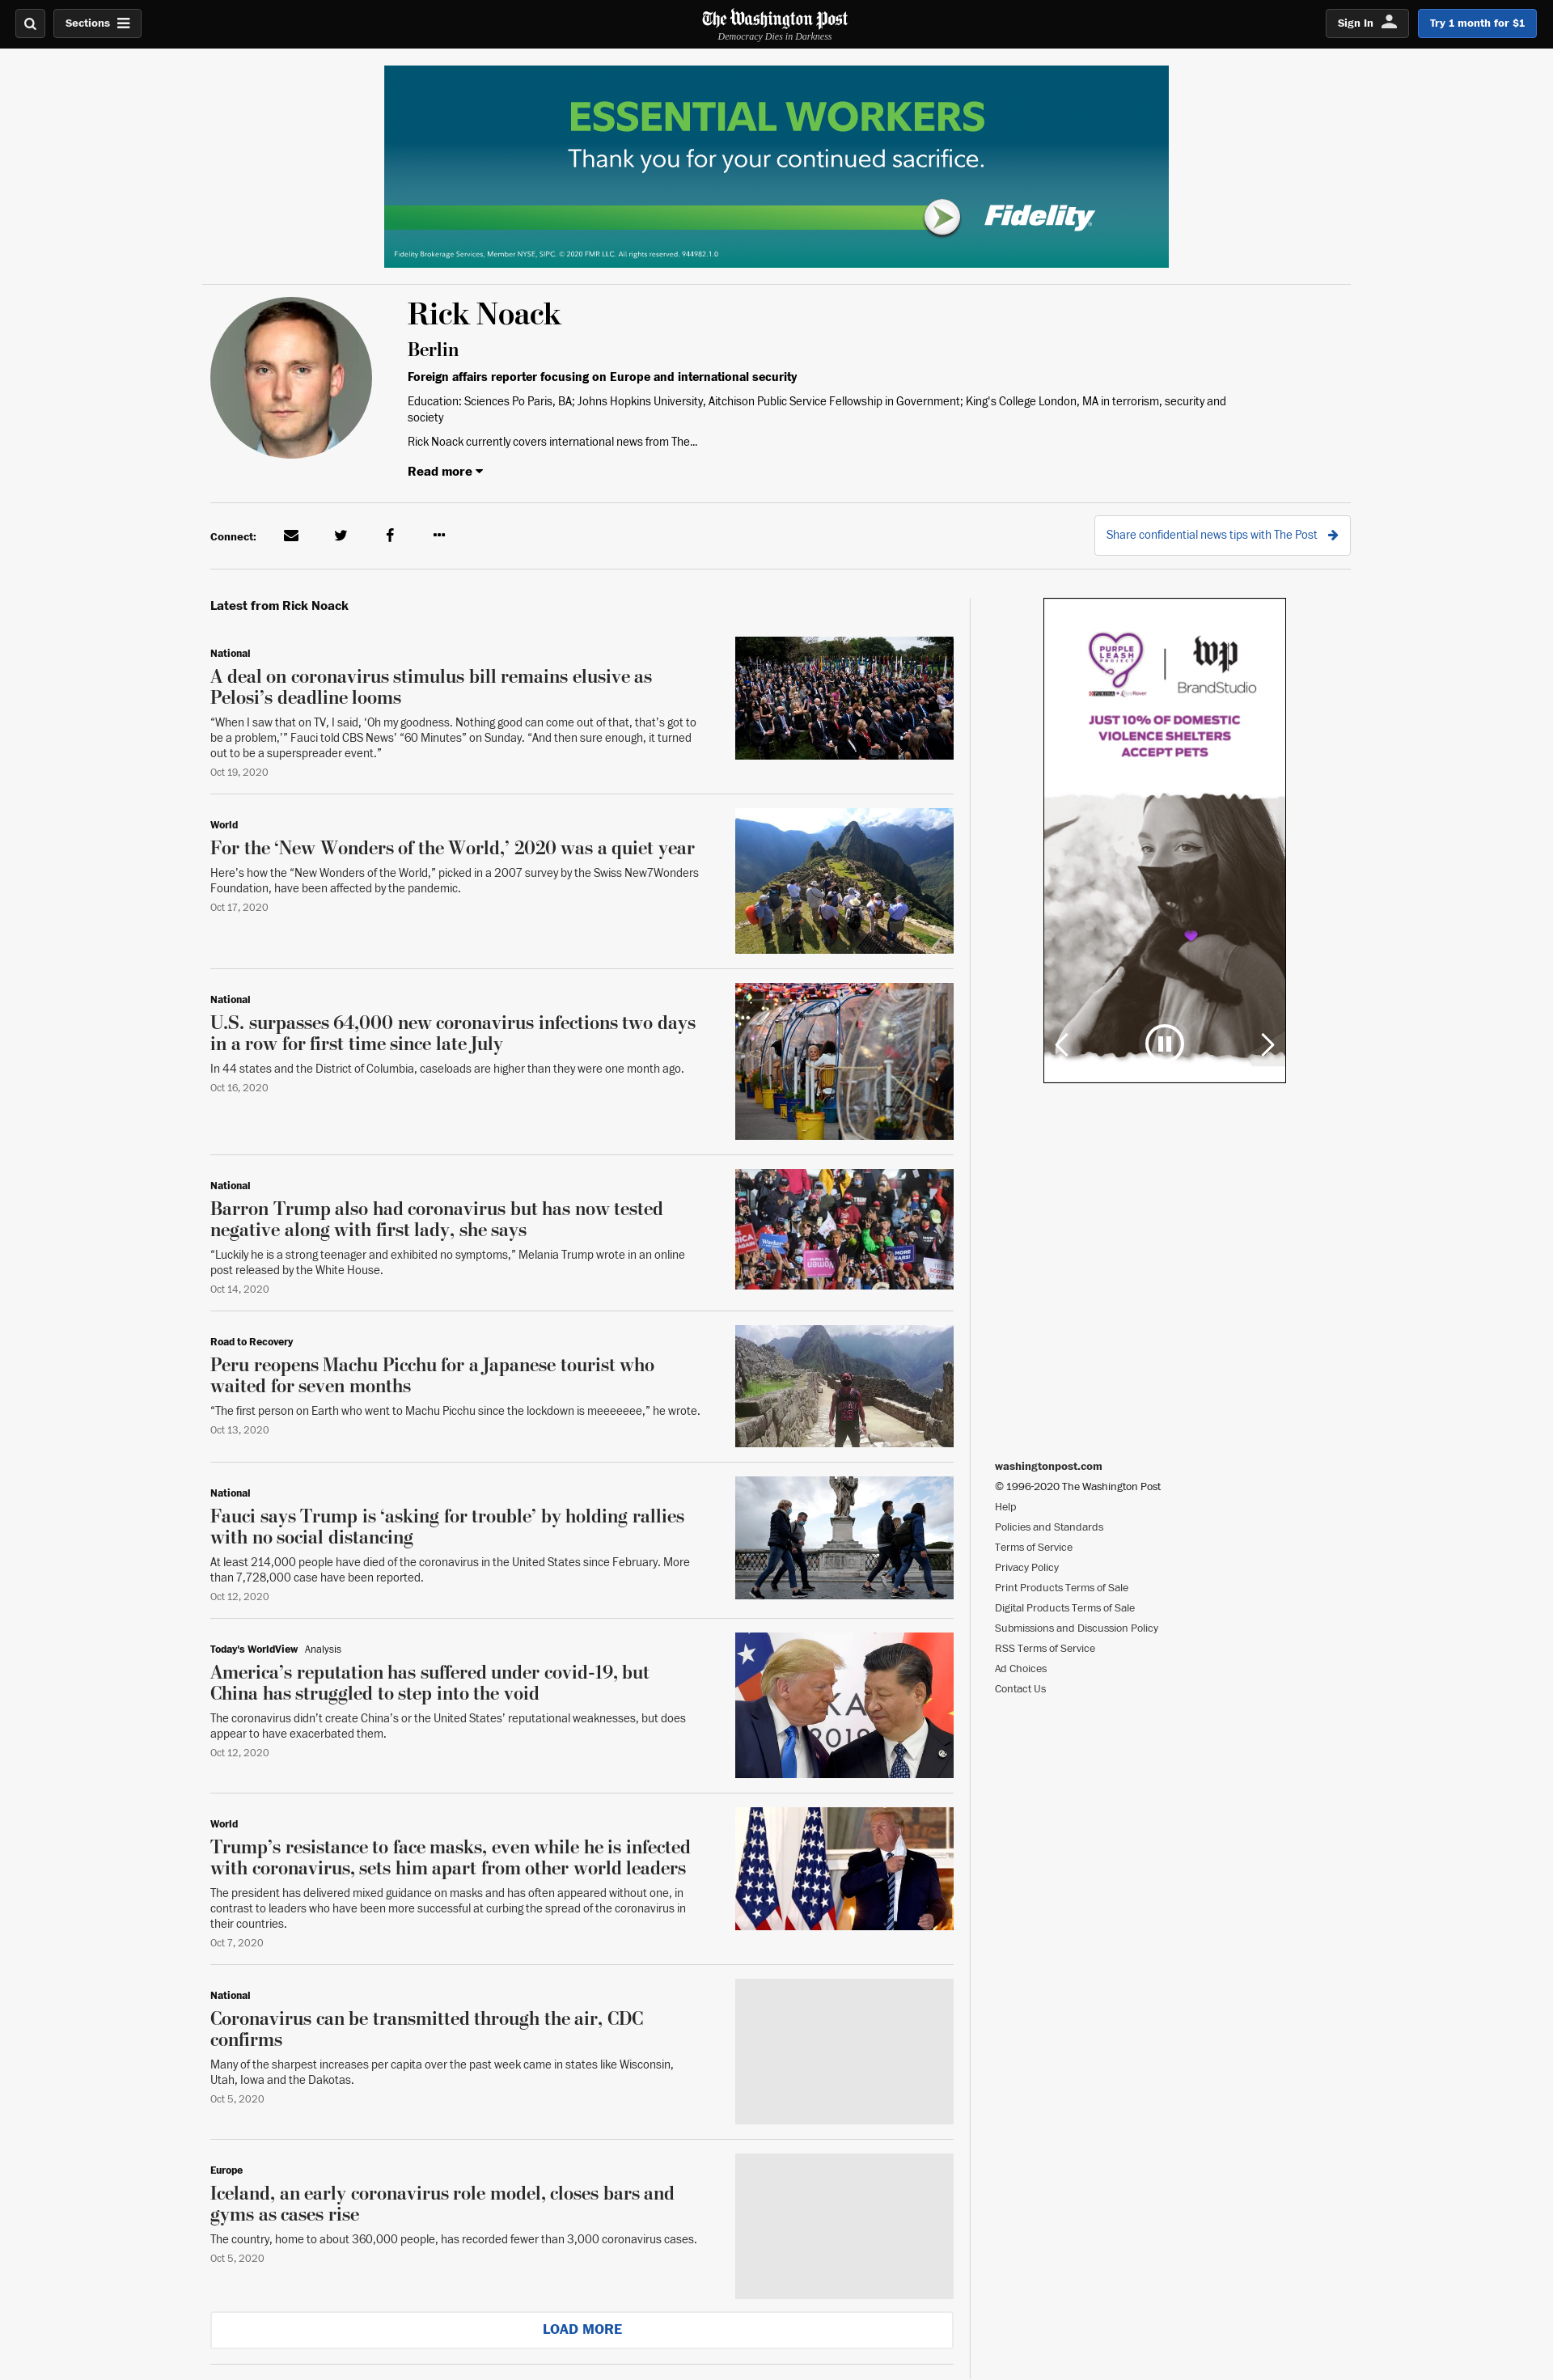 Sections
The Washington Post
Democracy Dies in Darkness
Sign In
Try 1 month for $1
ESSENTIAL WORKERS
Thank you for your continued sacrifice.
Fidelity
Fidelity Brokerage Services, Member NYSE, SIPC. © 2020 FMR LLC. All rights reserved. 944982.1.0
Rick Noack
Berlin
Foreign affairs reporter focusing on Europe and international security
Education: Sciences Po Paris, BA; Johns Hopkins University, Aitchison Public Service Fellowship in Government; King's College London, MA in terrorism, security and
society
Rick Noack currently covers international news from The...
Read more
Connect:
Share confidential news tips with The Post
Latest from Rick Noack
National
A deal on coronavirus stimulus bill remains elusive as
Pelosi’s deadline looms
“When I saw that on TV, I said, ‘Oh my goodness. Nothing good can come out of that, that’s got to
be a problem,’” Fauci told CBS News’ “60 Minutes” on Sunday. “And then sure enough, it turned
out to be a superspreader event.”
Oct 19, 2020
World
For the ‘New Wonders of the World,’ 2020 was a quiet year
Here’s how the “New Wonders of the World,” picked in a 2007 survey by the Swiss New7Wonders
Foundation, have been affected by the pandemic.
Oct 17, 2020
National
U.S. surpasses 64,000 new coronavirus infections two days
in a row for first time since late July
In 44 states and the District of Columbia, caseloads are higher than they were one month ago.
Oct 16, 2020
National
Barron Trump also had coronavirus but has now tested
negative along with first lady, she says
“Luckily he is a strong teenager and exhibited no symptoms,” Melania Trump wrote in an online
post released by the White House.
Oct 14, 2020
Road to Recovery
Peru reopens Machu Picchu for a Japanese tourist who
waited for seven months
“The first person on Earth who went to Machu Picchu since the lockdown is meeeeeee,” he wrote.
Oct 13, 2020
National
Fauci says Trump is ‘asking for trouble’ by holding rallies
with no social distancing
At least 214,000 people have died of the coronavirus in the United States since February. More
than 7,728,000 case have been reported.
Oct 12, 2020
Today's WorldView Analysis
America’s reputation has suffered under covid-19, but
China has struggled to step into the void
The coronavirus didn’t create China’s or the United States’ reputational weaknesses, but does
appear to have exacerbated them.
Oct 12, 2020
World
Trump’s resistance to face masks, even while he is infected
with coronavirus, sets him apart from other world leaders
The president has delivered mixed guidance on masks and has often appeared without one, in
contrast to leaders who have been more successful at curbing the spread of the coronavirus in
their countries.
Oct 7, 2020
National
Coronavirus can be transmitted through the air, CDC
confirms
Many of the sharpest increases per capita over the past week came in states like Wisconsin,
Utah, Iowa and the Dakotas.
Oct 5, 2020
Europe
Iceland, an early coronavirus role model, closes bars and
gyms as cases rise
The country, home to about 360,000 people, has recorded fewer than 3,000 coronavirus cases.
Oct 5, 2020
LOAD MORE
PURPLE
LEASH
PROJECT
wp
BrandStudio
JUST 10% OF DOMESTIC
VIOLENCE SHELTERS
ACCEPT PETS
washingtonpost.com
© 1996-2020 The Washington Post
Help
Policies and Standards
Terms of Service
Privacy Policy
Print Products Terms of Sale
Digital Products Terms of Sale
Submissions and Discussion Policy
RSS Terms of Service
Ad Choices
Contact Us